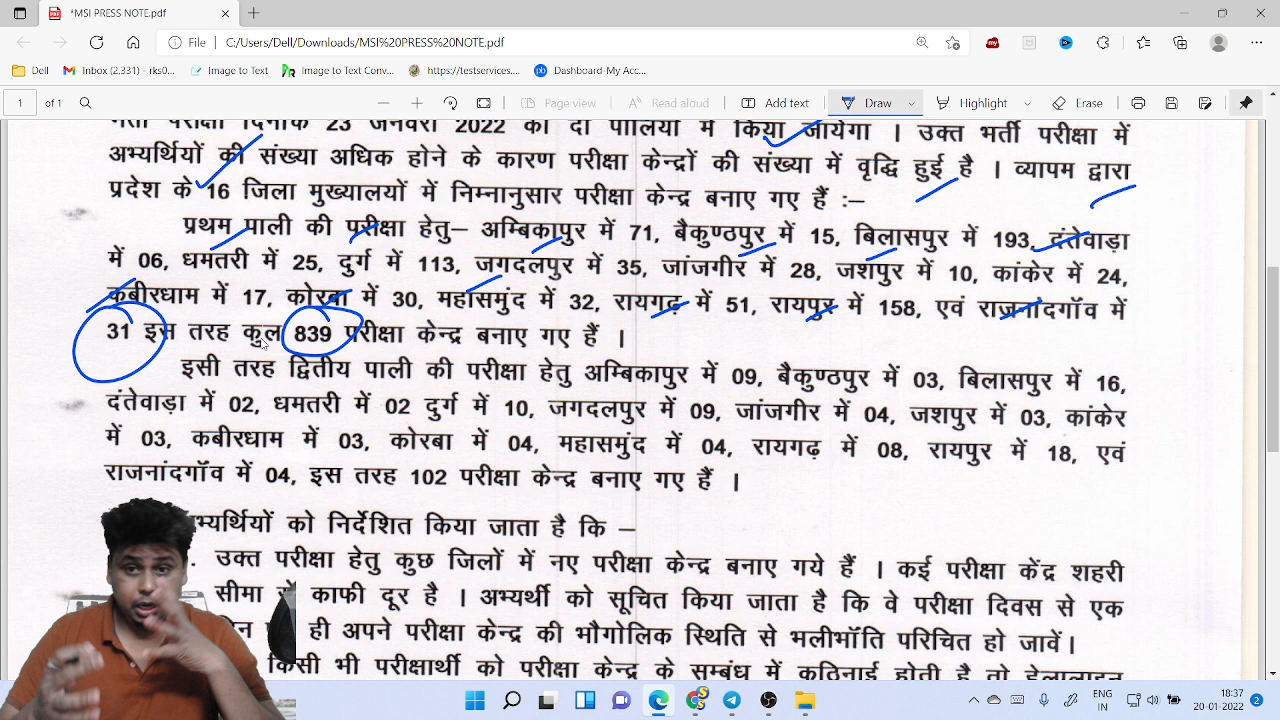 *MSI PRESS NOTE.pdf
File C:/Users/Dell/Downloads/MSI%20PRESS%20NOTE.pdf
Dell Inbox (2,331) - rks0... Image to Text Image to Text Conv... https://testservices.... Dashboard-My Acc...
1 of 1 Page view Read aloud Add text Draw Highlight Erase
भर्ती परीक्षा दिनांक 23 जनवरी 2022 को दो पालियों में किया जायेगा । उक्त भर्ती परीक्षा में
अभ्यर्थियों की संख्या अधिक होने के कारण परीक्षा केन्द्रों की संख्या में वृद्धि हुई है । व्यापम द्वारा
प्रदेश के 16 जिला मुख्यालयों में निम्नानुसार परीक्षा केन्द्र बनाए गए हैं :–
प्रथम पाली की परीक्षा हेतु– अम्बिकापुर में 71, बैकुण्ठपुर में 15, बिलासपुर में 193, दंतेवाड़ा
में 06, धमतरी में 25, दुर्ग में 113, जगदलपुर में 35, जांजगीर में 28, जशपुर में 10, कांकेर में 24,
कबीरधाम में 17, कोरबा में 30, महासमुंद में 32, रायगढ़ में 51, रायपुर में 158, एवं राजनांदगॉव में
31 इस तरह कुल 839 परीक्षा केन्द्र बनाए गए हैं ।
इसी तरह द्वितीय पाली की परीक्षा हेतु अम्बिकापुर में 09, बैकुण्ठपुर में 03, बिलासपुर में 16,
दंतेवाड़ा में 02, धमतरी में 02 दुर्ग में 10, जगदलपुर में 09, जांजगीर में 04, जशपुर में 03, कांकेर
में 03, कबीरधाम में 03, कोरबा में 04, महासमुंद में 04, रायगढ़ में 08, रायपुर में 18, एवं
राजनांदगॉव में 04, इस तरह 102 परीक्षा केन्द्र बनाए गए हैं ।
भ्यर्थियों को निर्देशित किया जाता है कि –
उक्त परीक्षा हेतु कुछ जिलों में नए परीक्षा केन्द्र बनाए गये हैं । कई परीक्षा केंद्र शहरी
सीमा से काफी दूर है । अभ्यर्थी को सूचित किया जाता है कि वे परीक्षा दिवस से एक
ही अपने परीक्षा केन्द्र की भौगोलिक स्थिति से भलीभॉति परिचित हो जावें।
किसी भी परीक्षार्थी को परीक्षा केन्द्र के सम्बंध में कठिनाई होती है तो हेल्पलाइन
ENG 18:37
IN 20-01-2022 2